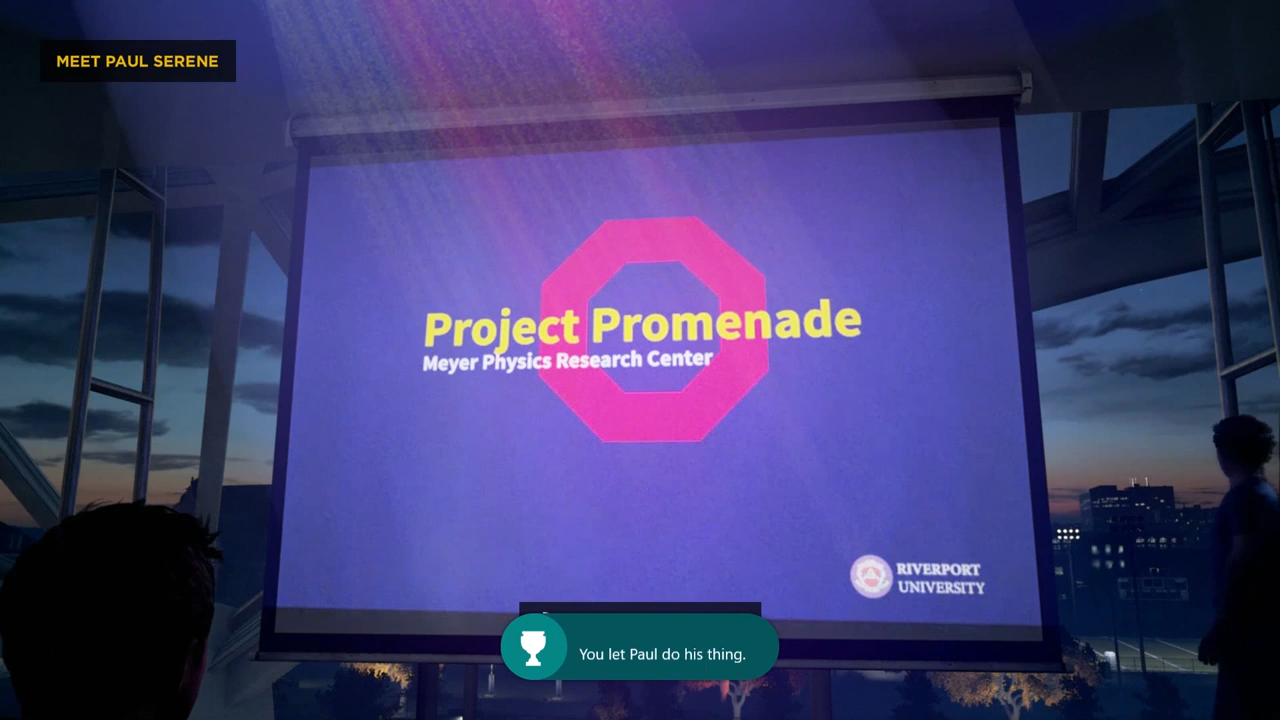 MEET PAUL SERENE
Project Promenade
Meyer Physics Research Center
RIVERPORT
UNIVERSITY
You let Paul do his thing.